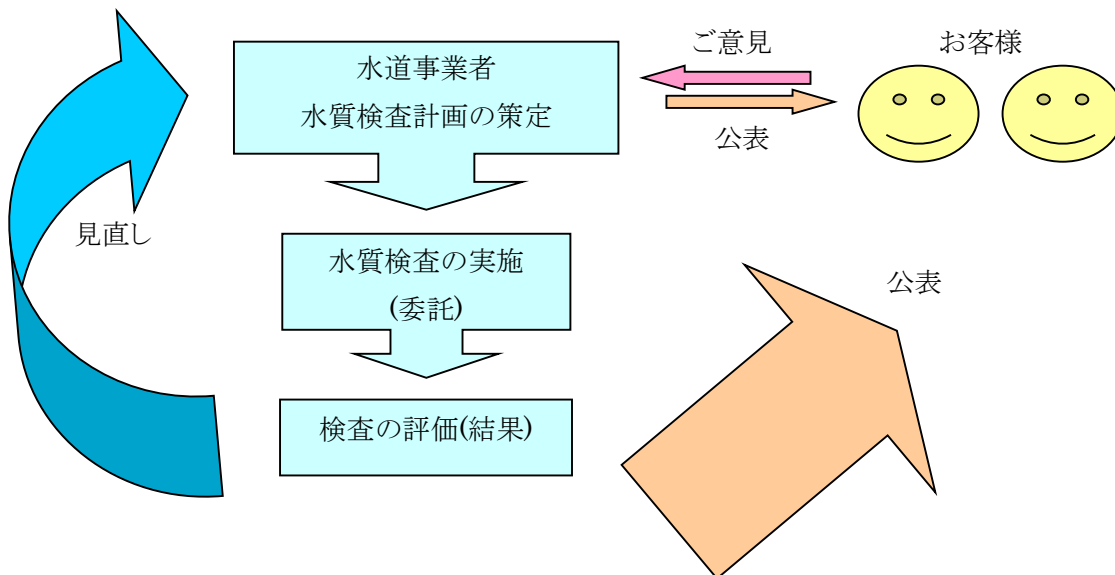 水道事業者
水質検査計画の策定
ご意見
公表
お客様
見直し
水質検査の実施
(委託)
検査の評価(結果)
公表